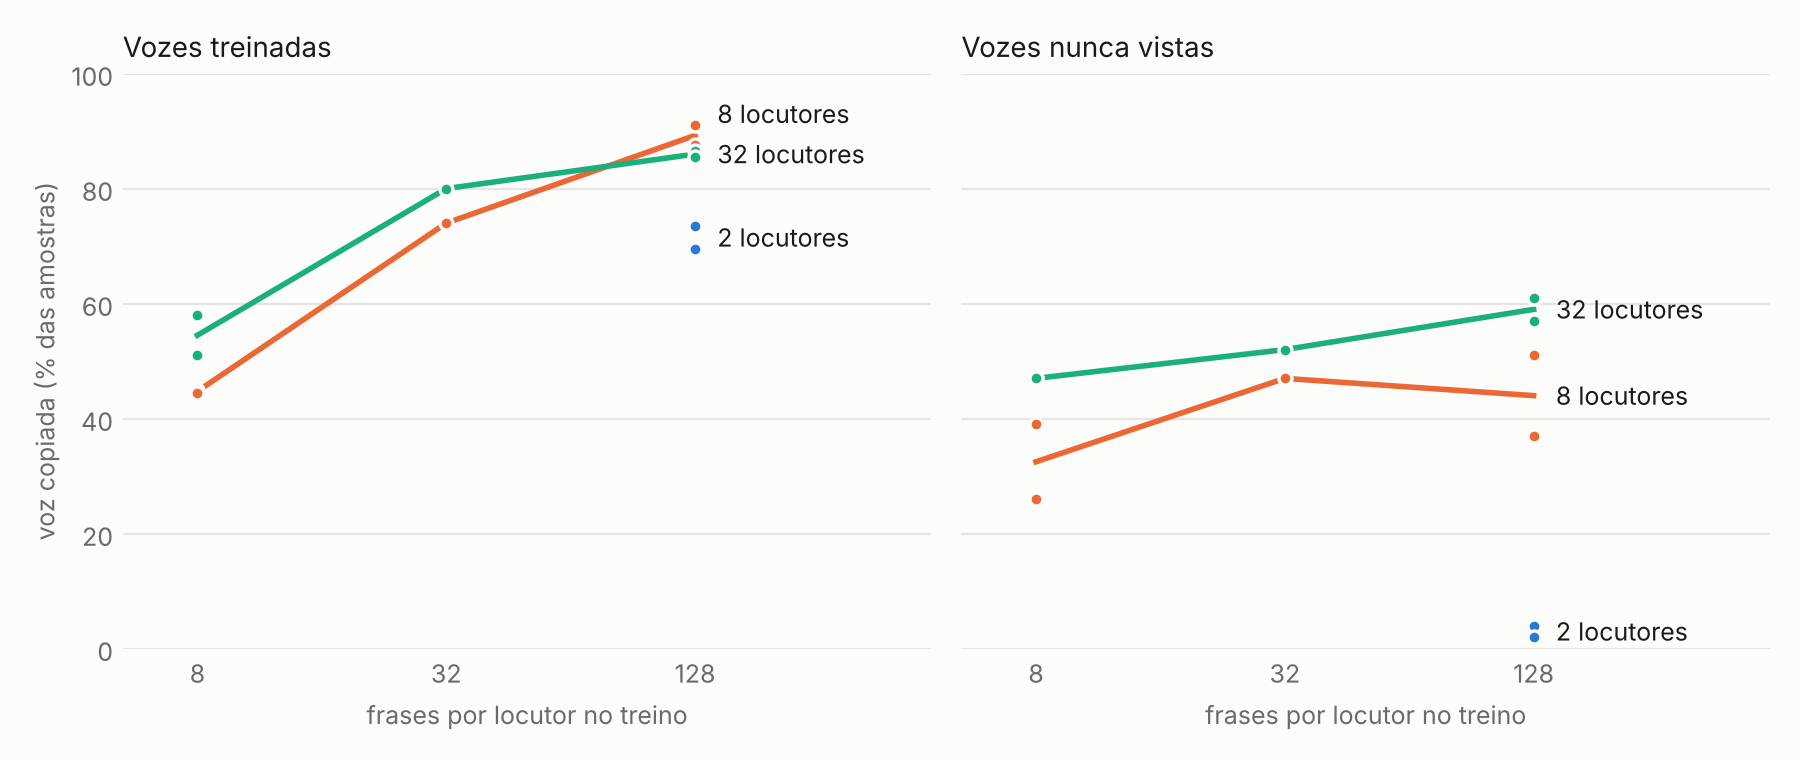 Vozes treinadas
Vozes nunca vistas
voz copiada (% das amostras)
100
80
60
40
20
0
8 locutores
32 locutores
2 locutores
32 locutores
8 locutores
2 locutores
8
32
128
8
32
128
frases por locutor no treino
frases por locutor no treino